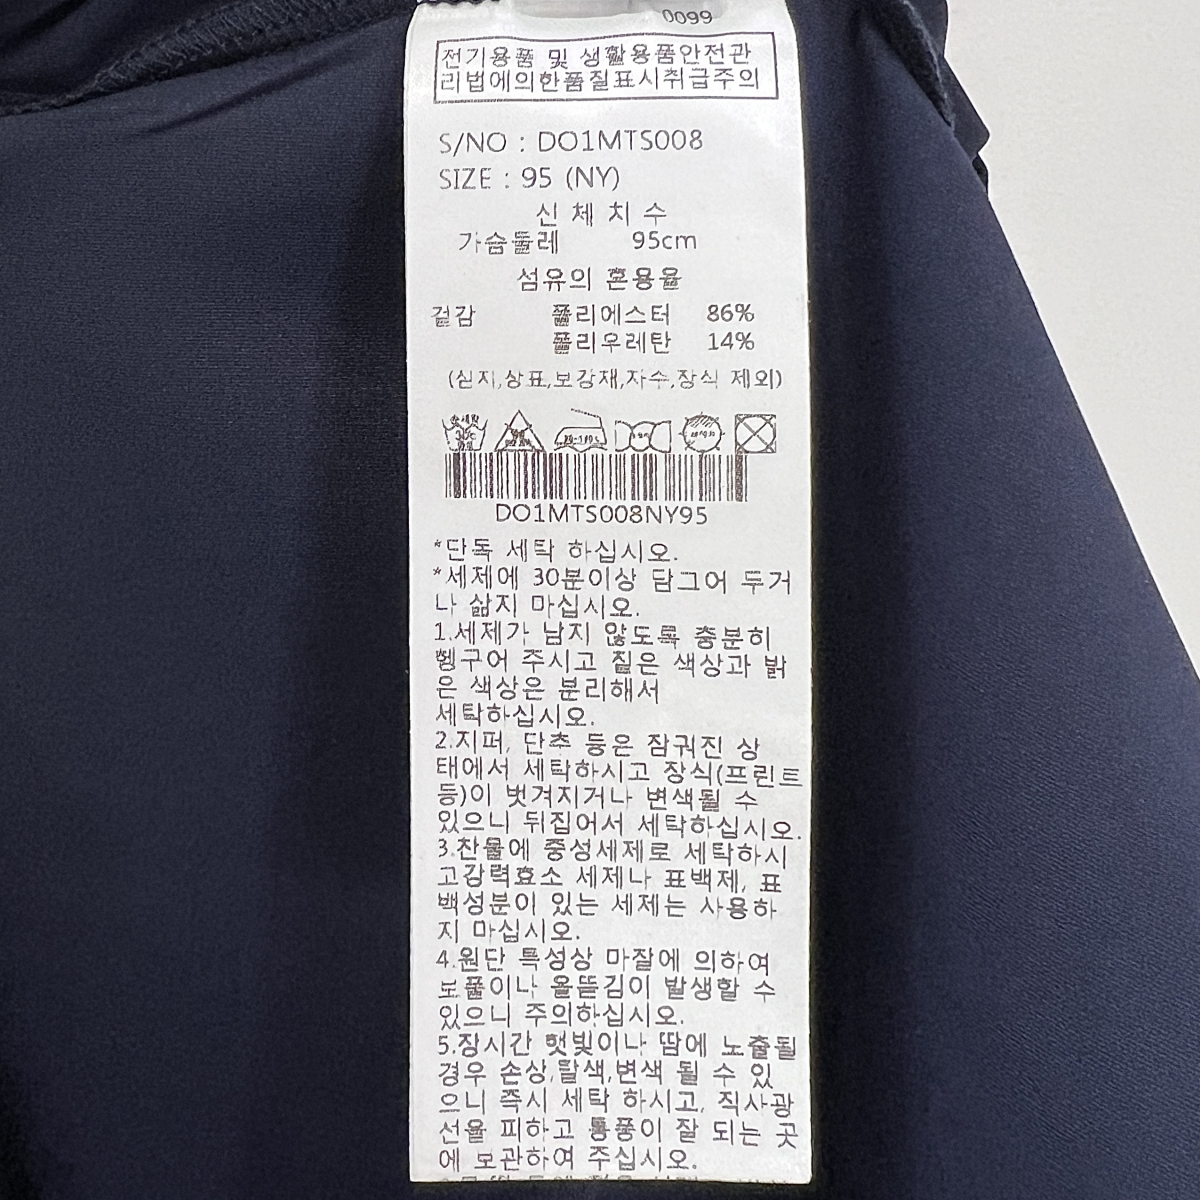 0099
전기용품 및 생활용품안전관
리법에의한품질표시취급주의
S/NO : DO1MTS008
SIZE : 95 (NY)
신 체 치 수
가슴둘레 95cm
섬유의 혼용율
겉감 폴리에스터 86%
폴리우레탄 14%
(심지,상표,보강재,자수,장식 제외)
DO1MTS008NY95
*단독 세탁 하십시오.
*세제에 30분이상 담그어 두거
나 삶지 마십시오.
1.세제가 남지 않도록 충분히
헹구어 주시고 짙은 색상과 밝
은 색상은 분리해서
세탁하십시오.
2.지퍼, 단추 등은 잠궈진 상
태에서 세탁하시고 장식(프린트
등)이 벗겨지거나 변색될 수
있으니 뒤집어서 세탁하십시오.
3.찬물에 중성세제로 세탁하시
고강력효소 세제나 표백제, 표
백성분이 있는 세제는 사용하
지 마십시오.
4.원단 특성상 마찰에 의하여
보풀이나 올뜯김이 발생할 수
있으니 주의하십시오.
5.장시간 햇빛이나 땀에 노출될
경우 손상,탈색,변색 될 수 있
으니 즉시 세탁 하시고, 직사광
선을 피하고 통풍이 잘 되는 곳
에 보관하여 주십시오.